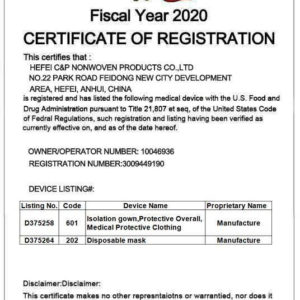 Fiscal Year 2020
CERTIFICATE OF REGISTRATION
This certifies that :
HEFEI C&P NONWOVEN PRODUCTS CO.,LTD
NO.22 PARK ROAD FEIDONG NEW CITY DEVELOPMENT
AREA, HEFEI, ANHUI, CHINA
is registered and has listed the following medical device with the U.S. Food and
Drug Administration pursuant to Title 21,807 et seq, of the United States Code
of Fedral Regulations, such registration and listing having been verified as
currently effective on, and as of the date hereof.
OWNER/OPERATOR NUMBER: 10046936
REGISTRATION NUMBER:3009449190
DEVICE LISTING#:
Listing No. Code Device Name Proprietary Name
D375258 601 Isolation gown,Protective Overall, Manufacture
Medical Protective Clothing
D375264 202 Disposable mask Manufacture
Disclaimer:Disclaimer:
This certificate makes no other represntaiotns or warrantied, nor does it